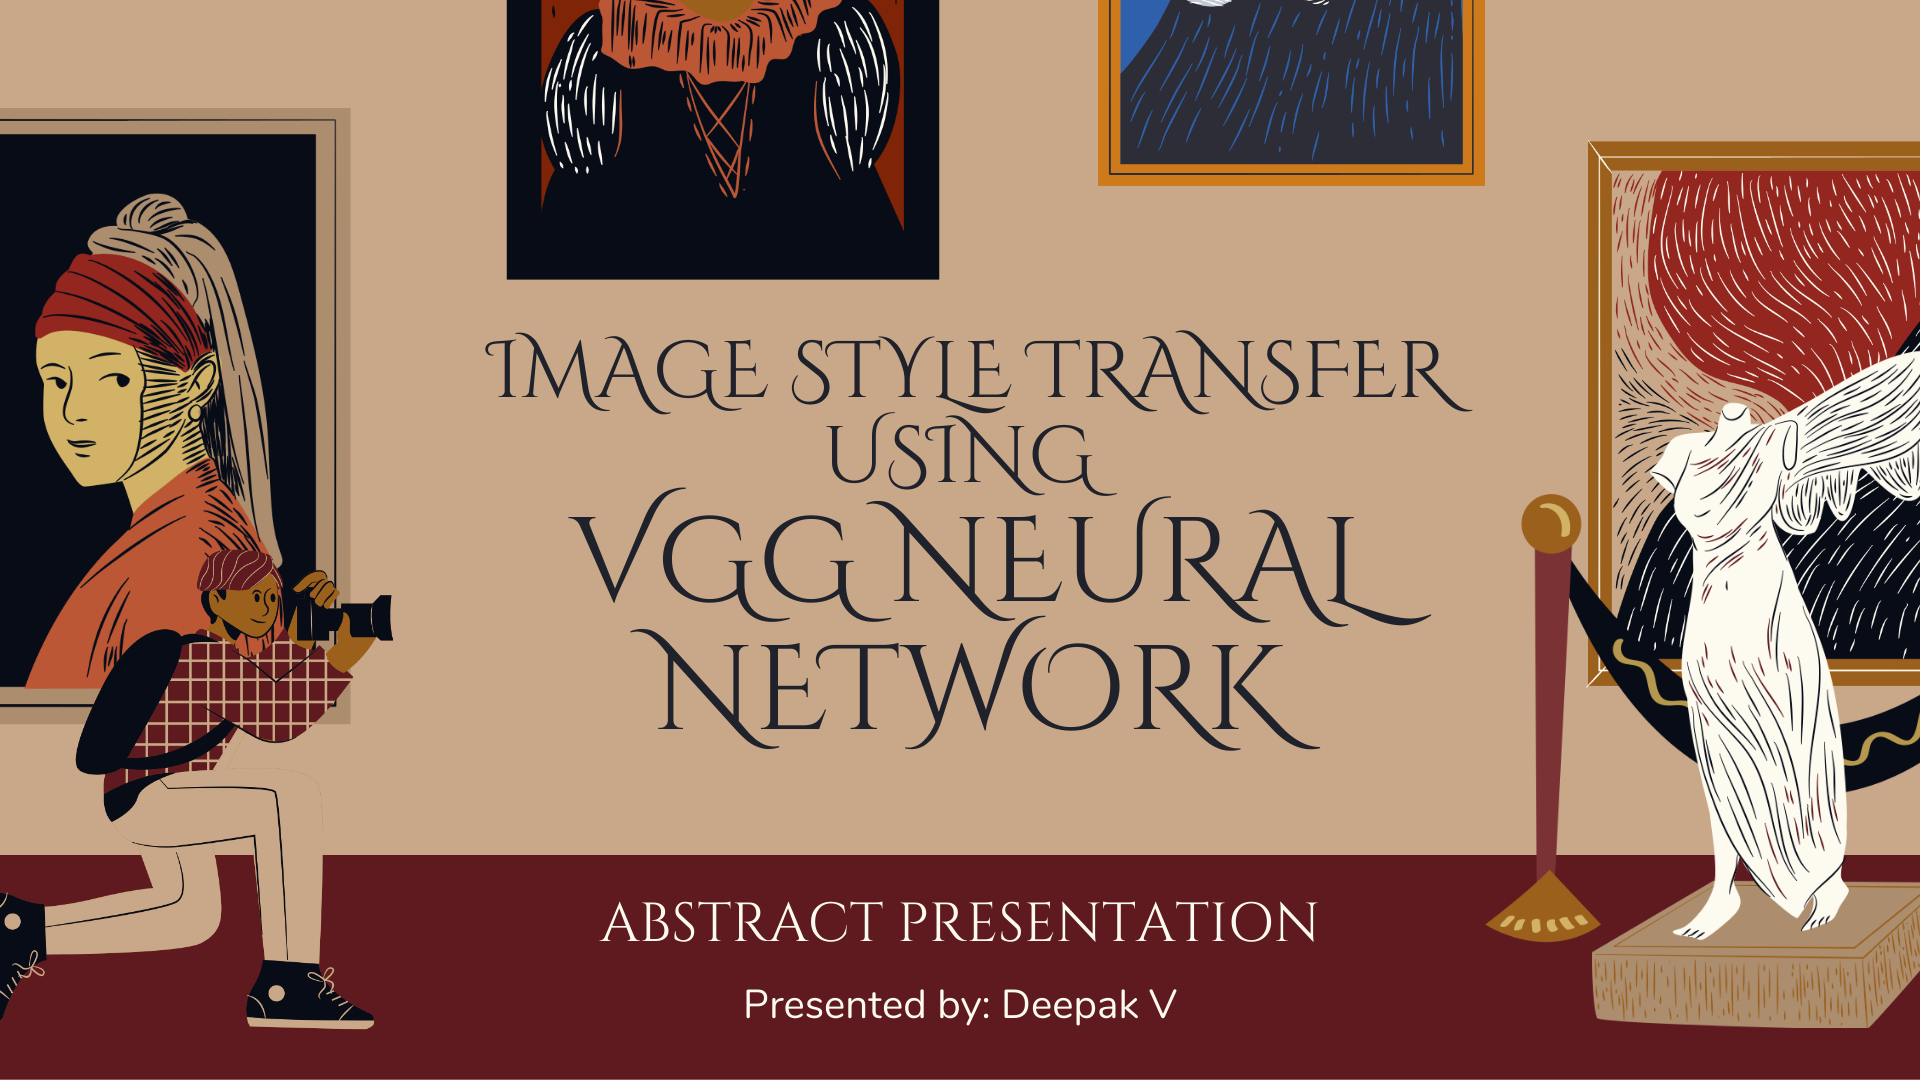 IMAGE STYLE TRANSFER
USING
VGG NEURAL
NETWORK
ABSTRACT PRESENTATION
Presented by: Deepak V